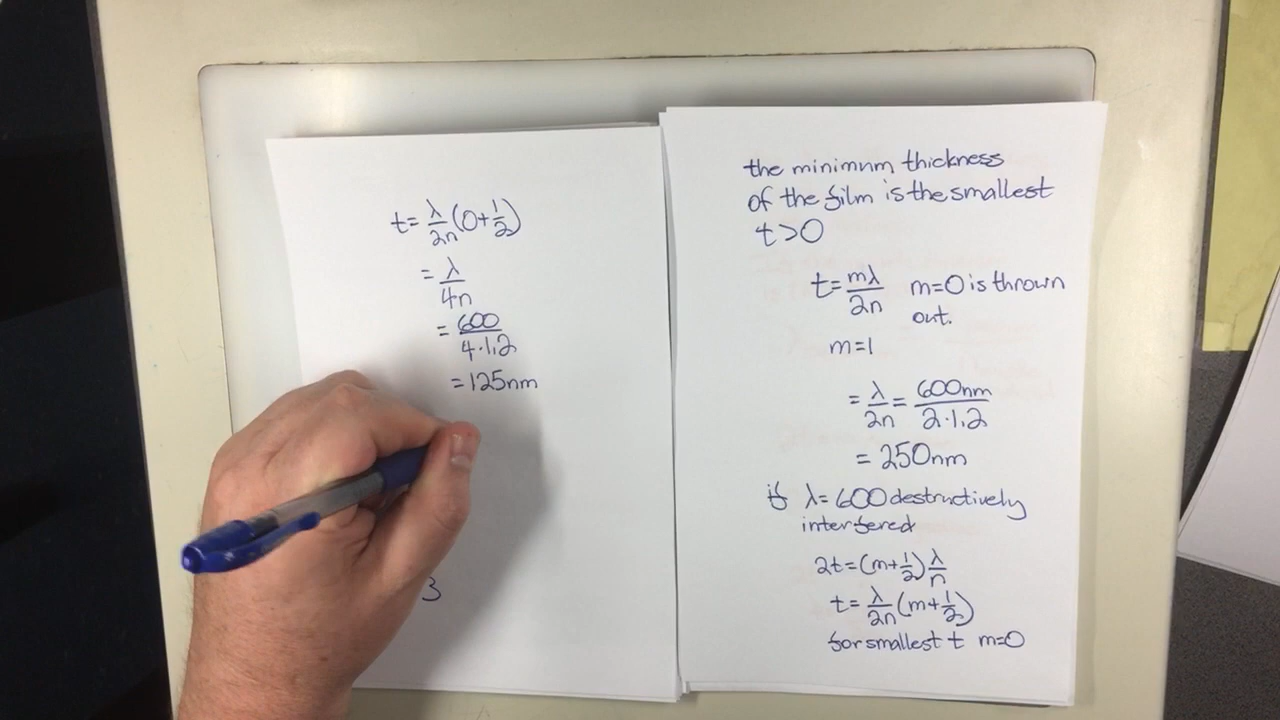 t=λ/2n(0+1/2)
=λ/4n
=600/4·1.2
=125nm
3
the minimum thickness
of the film is the smallest
t>0
t=mλ/2n m=0 is thrown
out.
m=1
=λ/2n=600nm/2·1.2
=250nm
if λ=600 destructively
interfered
2t=(m+1/2)λ/n
t=λ/2n(m+1/2)
for smallest t m=0